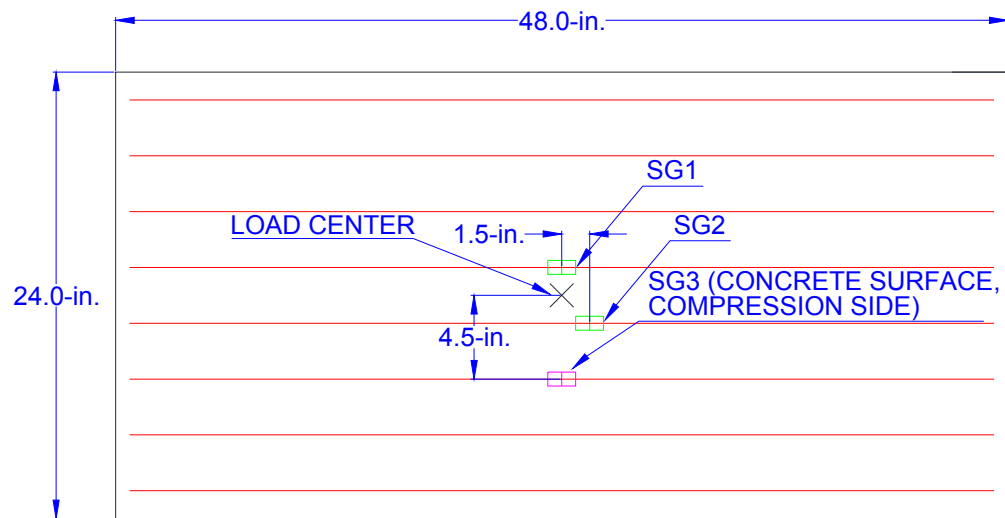 48.0-in.
SG1
LOAD CENTER
1.5-in.
SG2
SG3 (CONCRETE SURFACE,
COMPRESSION SIDE)
24.0-in.
4.5-in.